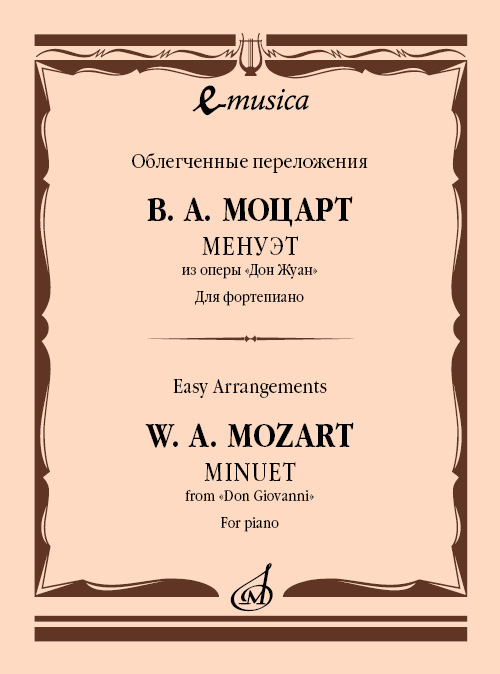 e-musica
Облегченные переложения
В. А. МОЦАРТ
МЕНУЭТ
из оперы «Дон Жуан»
Для фортепиано
Easy Arrangements
W. A. MOZART
MINUET
from «Don Giovanni»
For piano